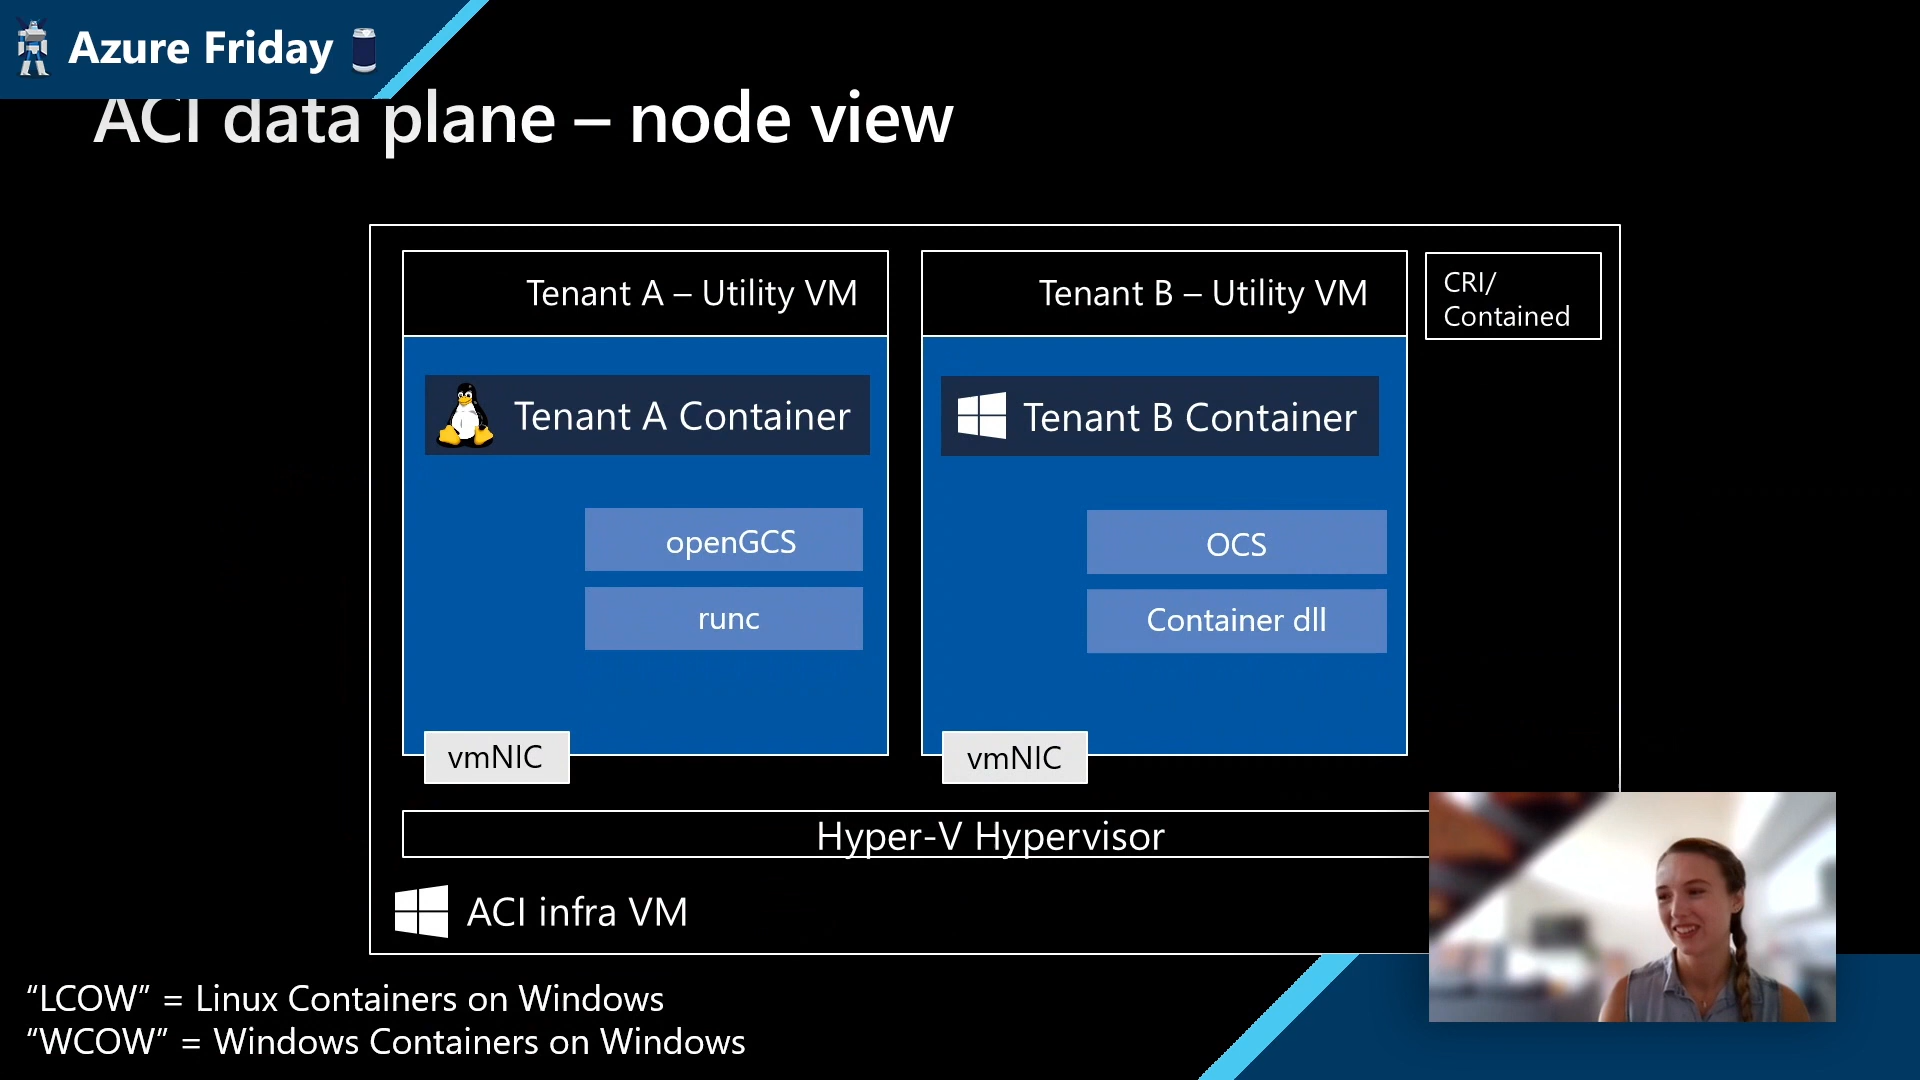 Azure Friday
ACI data plane – node view
Tenant A – Utility VM
Tenant B – Utility VM
CRI/
Contained
Tenant A Container
Tenant B Container
openGCS
OCS
runc
Container dll
vmNIC
vmNIC
Hyper-V Hypervisor
ACI infra VM
“LCOW” = Linux Containers on Windows
“WCOW” = Windows Containers on Windows